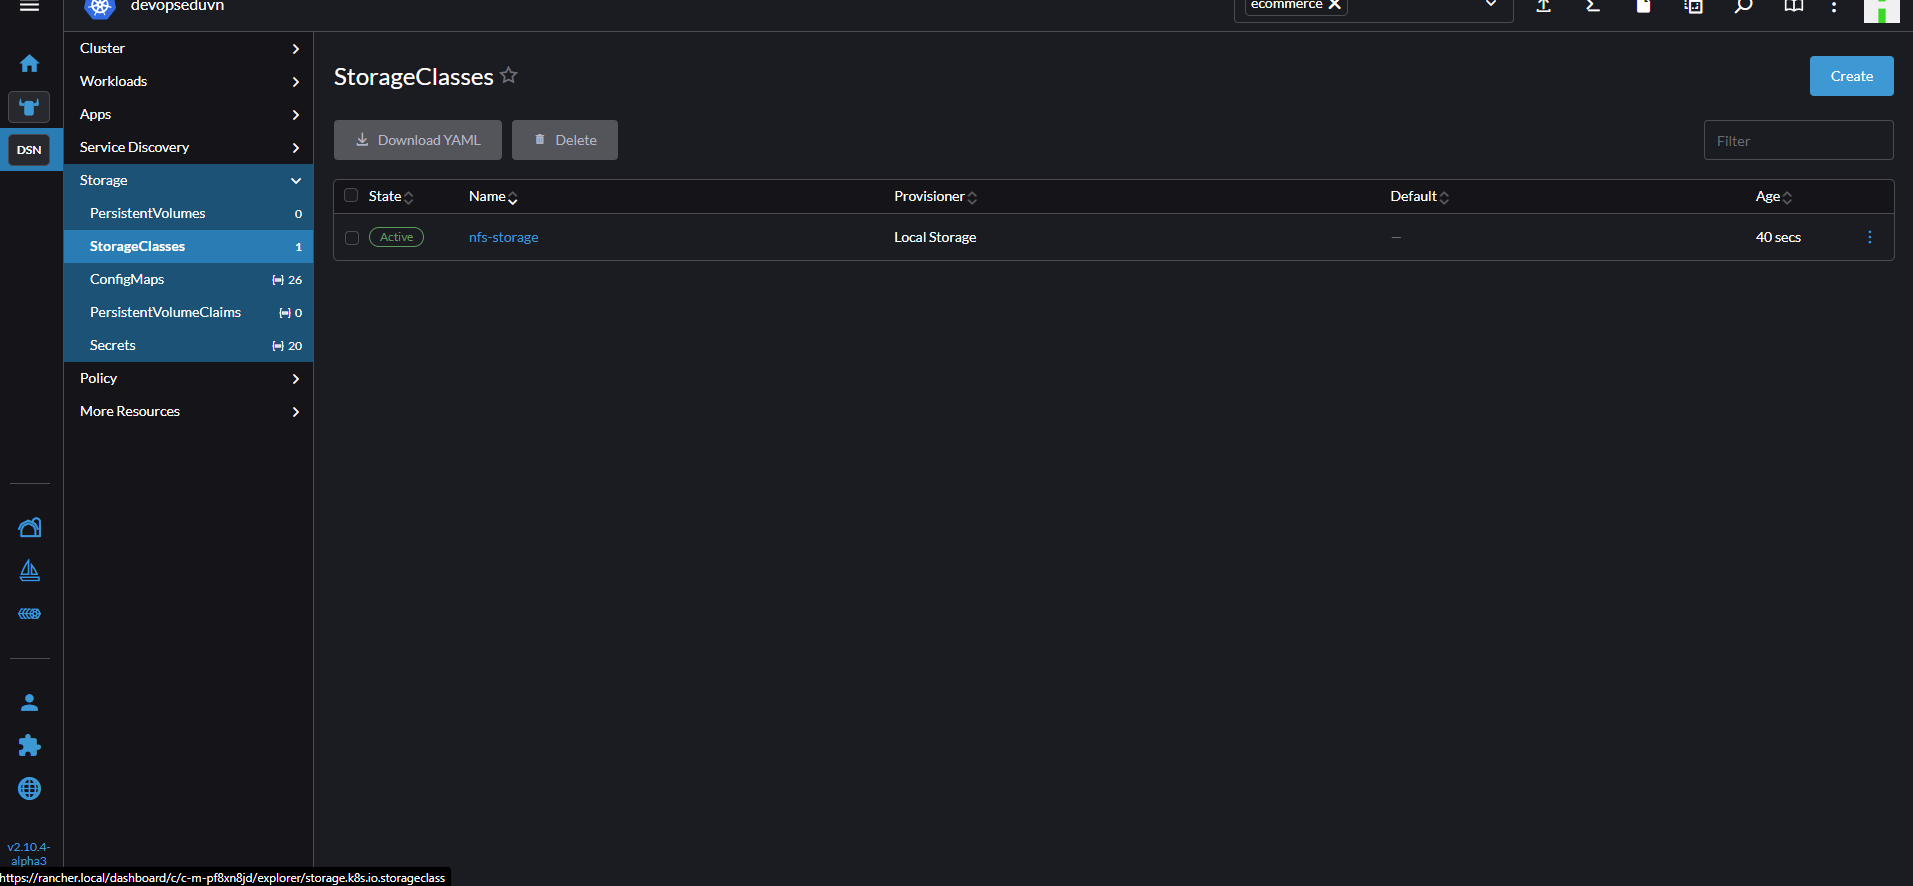 devopseduvn
ecommerce
DSN
Cluster
Workloads
Apps
Service Discovery
Storage
PersistentVolumes 0
StorageClasses 1
ConfigMaps 26
PersistentVolumeClaims 0
Secrets 20
Policy
More Resources
v2.10.4-
alpha3
StorageClasses
Create
Download YAML Delete
Filter
State Name Provisioner Default Age
Active nfs-storage Local Storage — 40 secs
https://rancher.local/dashboard/c/c-m-pf8xn8jd/explorer/storage.k8s.io.storageclass